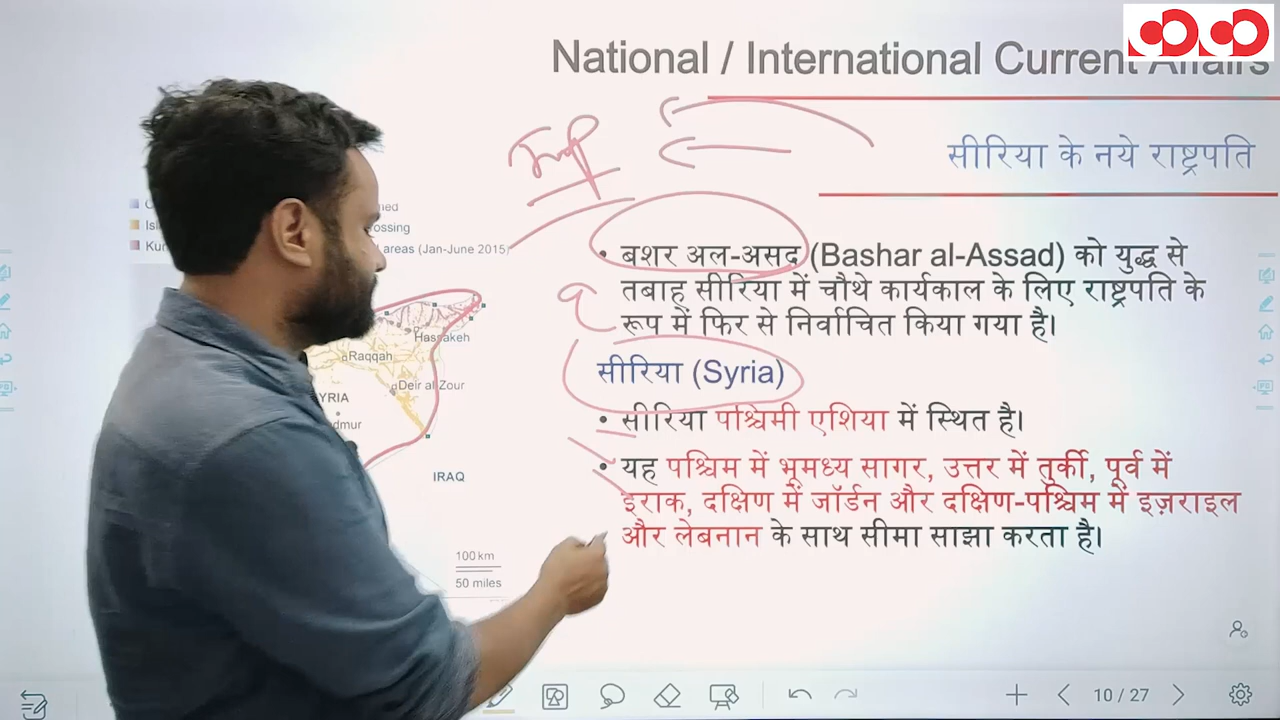 National / International Current Affairs
सीरिया के नये राष्ट्रपति
Imp
areas (Jan-June 2015)
Hassakeh
Raqqah
Deir al Zour
IRAQ
100 km
50 miles
• बशर अल-असद (Bashar al-Assad) को युद्ध से
तबाह सीरिया में चौथे कार्यकाल के लिए राष्ट्रपति के
रूप में फिर से निर्वाचित किया गया है।
सीरिया (Syria)
• सीरिया पश्चिमी एशिया में स्थित है।
• यह पश्चिम में भूमध्य सागर, उत्तर में तुर्की, पूर्व में
इराक, दक्षिण में जॉर्डन और दक्षिण-पश्चिम में इज़राइल
और लेबनान के साथ सीमा साझा करता है।
10 / 27